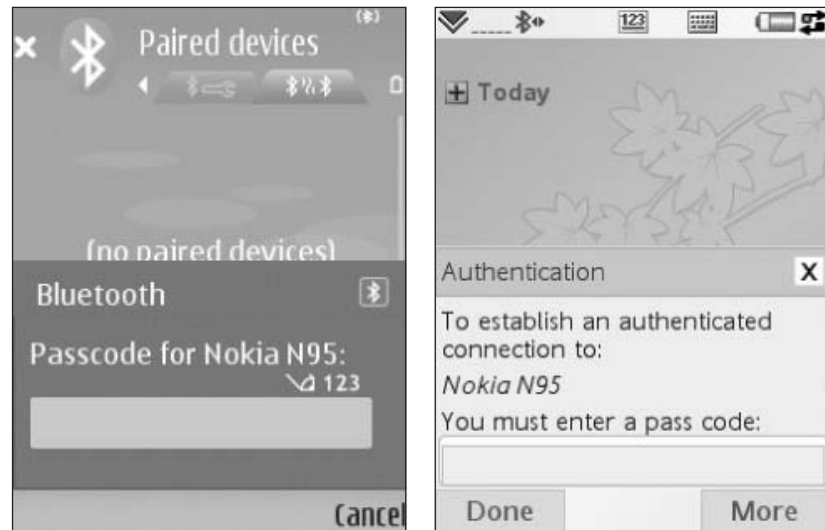 Paired devices
(no paired devices)
Bluetooth
Passcode for Nokia N95:
123
Cancel
123
Today
Authentication
X
To establish an authenticated
connection to:
Nokia N95
You must enter a pass code:
Done
More